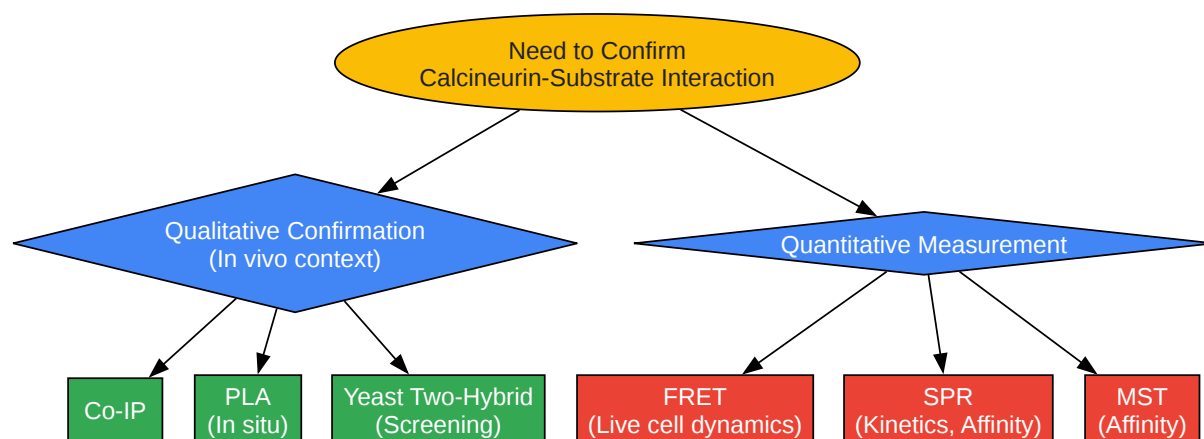 Need to Confirm
Calcineurin-Substrate Interaction
Qualitative Confirmation
(In vivo context)
Quantitative Measurement
Co-IP
PLA
(In situ)
Yeast Two-Hybrid
(Screening)
FRET
(Live cell dynamics)
SPR
(Kinetics, Affinity)
MST
(Affinity)